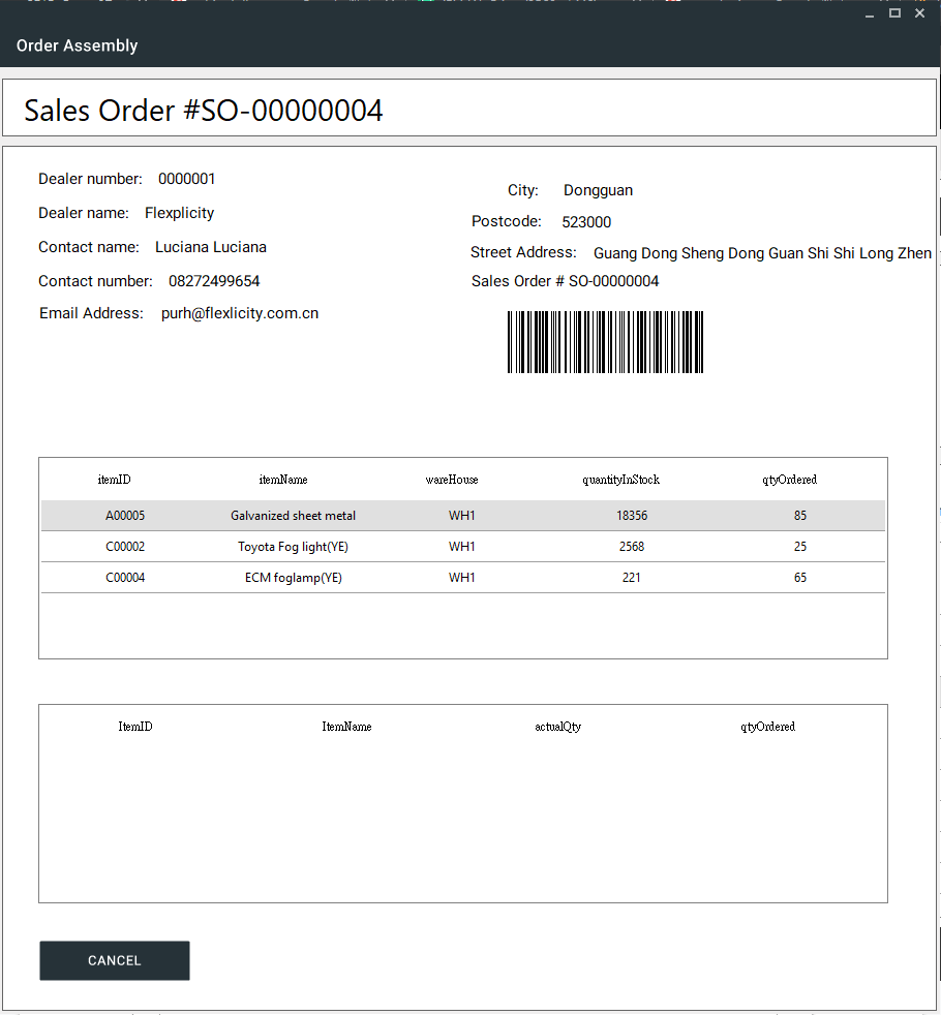 Order Assembly
Sales Order #SO-00000004
Dealer number: 0000001
Dealer name: Flexplicity
Contact name: Luciana Luciana
Contact number: 08272499654
Email Address: purh@flexlicity.com.cn
City: Dongguan
Postcode: 523000
Street Address: Guang Dong Sheng Dong Guan Shi Shi Long Zhen
Sales Order # SO-00000004
itemID itemName wareHouse quantityInStock qtyOrdered
A00005 Galvanized sheet metal WH1 18356 85
C00002 Toyota Fog light(YE) WH1 2568 25
C00004 ECM foglamp(YE) WH1 221 65
ItemID ItemName actualQty qtyOrdered
CANCEL